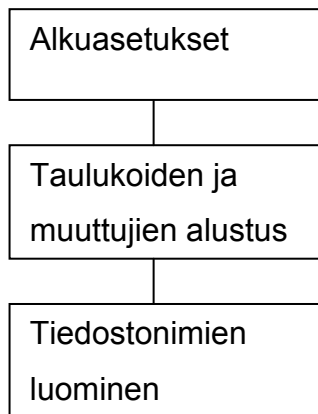 Alkuasetukset
Taulukoiden ja
muuttujien alustus
Tiedostonimien
luominen